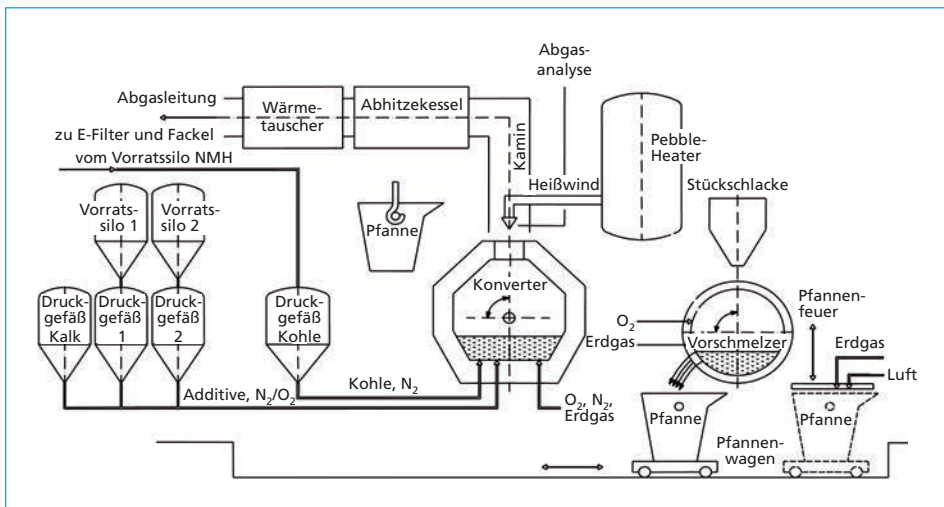 Abgas-
analyse
Abgasleitung
Wärme-
tauscher
Abhitzekessel
zu E-Filter und Fackel
Kamin
Pebble-
Heater
vom Vorratssilo NMH
Heißwind
Stückschlacke
Vorrats-
silo 1
Vorrats-
silo 2
Pfanne
Konverter
Druck-
gefäß
Kalk
Druck-
gefäß
1
Druck-
gefäß
2
Druck-
gefäß
Kohle
Pfannen-
feuer
O2
Erdgas
Vorschmelzer
Erdgas
Luft
Kohle, N2
Additive, N2/O2
O2, N2,
Erdgas
Pfanne
Pfanne
Pfannen-
wagen